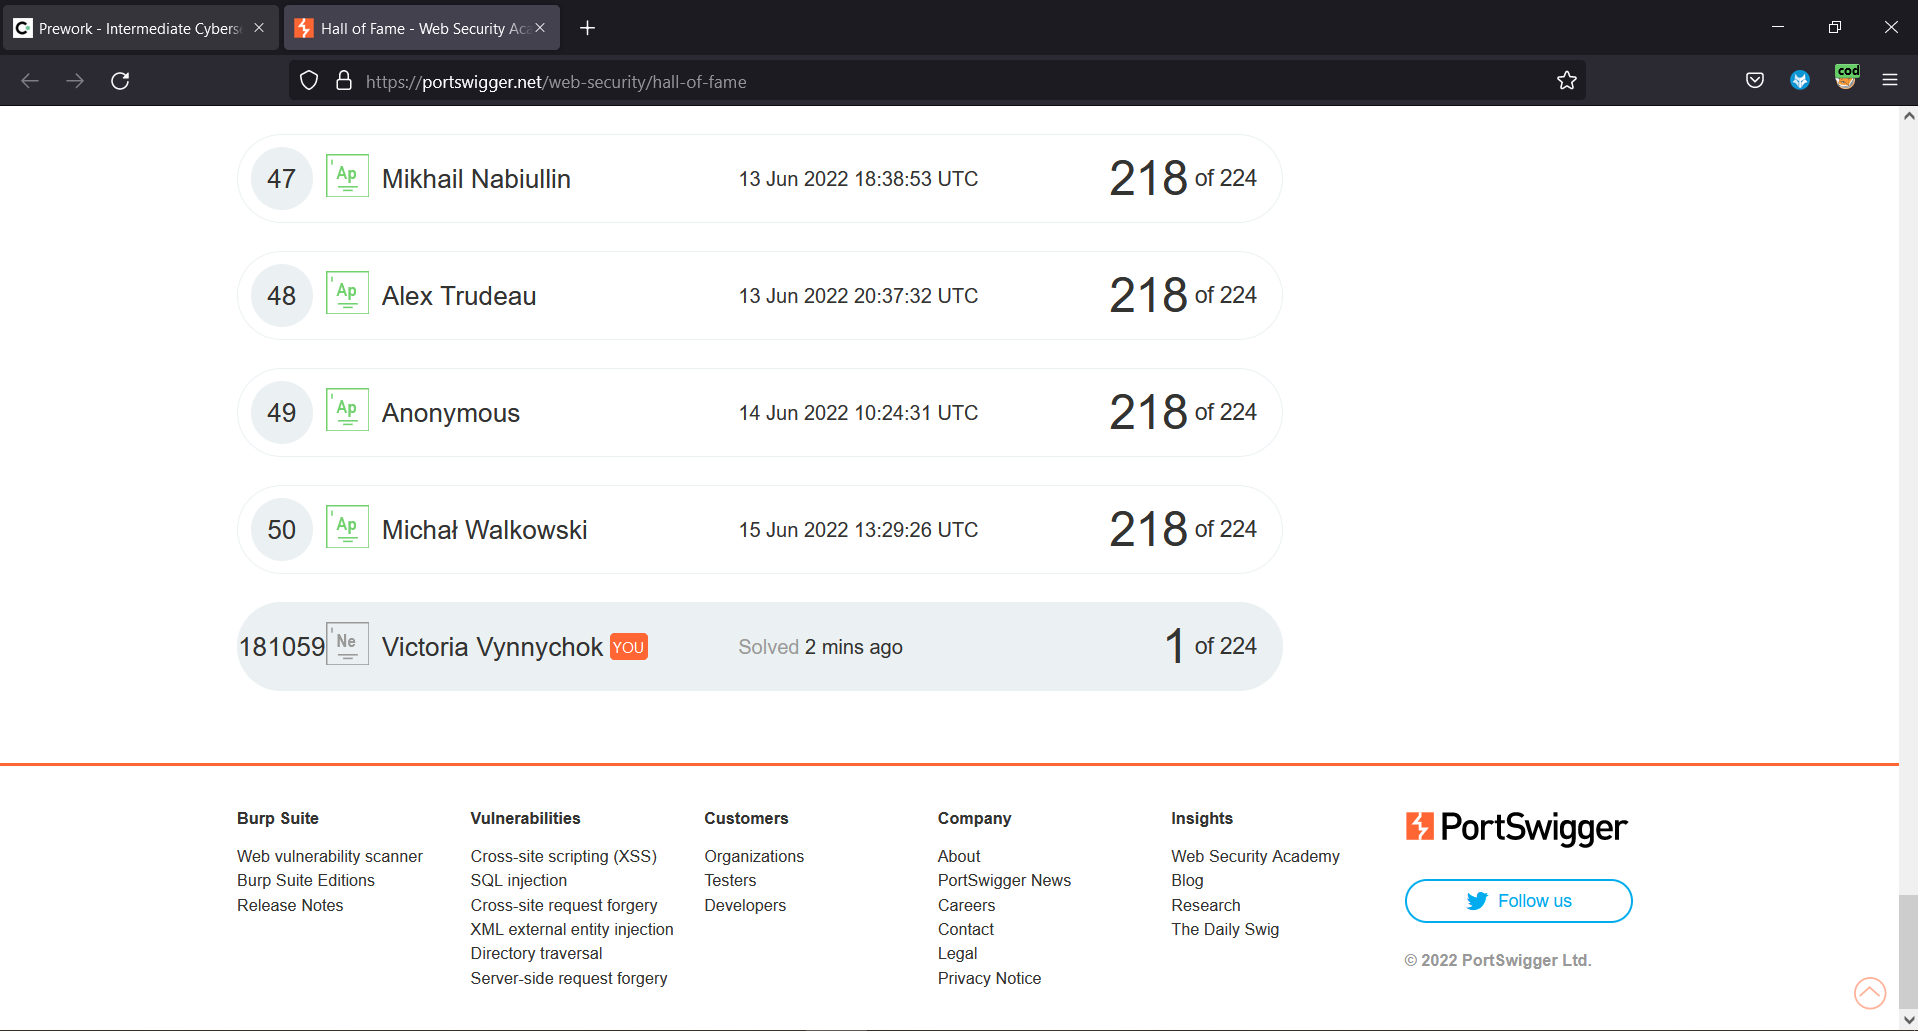 Prework - Intermediate Cyberse
Hall of Fame - Web Security Aca
https://portswigger.net/web-security/hall-of-fame
cod
47 Ap Mikhail Nabiullin 13 Jun 2022 18:38:53 UTC 218 of 224
48 Ap Alex Trudeau 13 Jun 2022 20:37:32 UTC 218 of 224
49 Ap Anonymous 14 Jun 2022 10:24:31 UTC 218 of 224
50 Ap Michał Walkowski 15 Jun 2022 13:29:26 UTC 218 of 224
181059 Ne Victoria Vynnychok YOU Solved 2 mins ago 1 of 224
Burp Suite
Web vulnerability scanner
Burp Suite Editions
Release Notes
Vulnerabilities
Cross-site scripting (XSS)
SQL injection
Cross-site request forgery
XML external entity injection
Directory traversal
Server-side request forgery
Customers
Organizations
Testers
Developers
Company
About
PortSwigger News
Careers
Contact
Legal
Privacy Notice
Insights
Web Security Academy
Blog
Research
The Daily Swig
PortSwigger
Follow us
© 2022 PortSwigger Ltd.